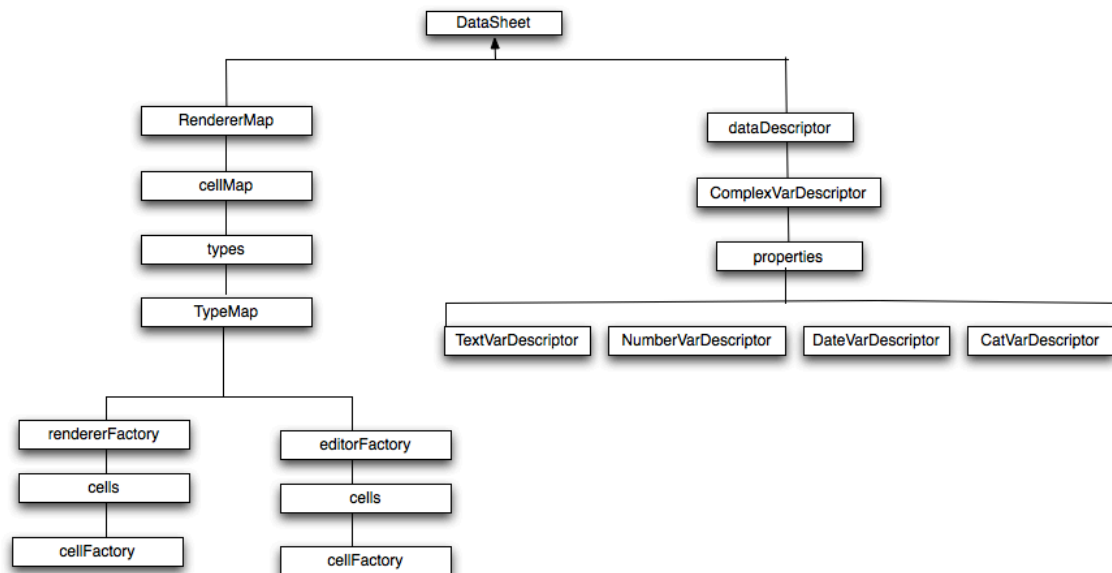 DataSheet
RendererMap
dataDescriptor
cellMap
ComplexVarDescriptor
types
properties
TypeMap
TextVarDescriptor NumberVarDescriptor DateVarDescriptor CatVarDescriptor
rendererFactory
editorFactory
cells
cells
cellFactory
cellFactory